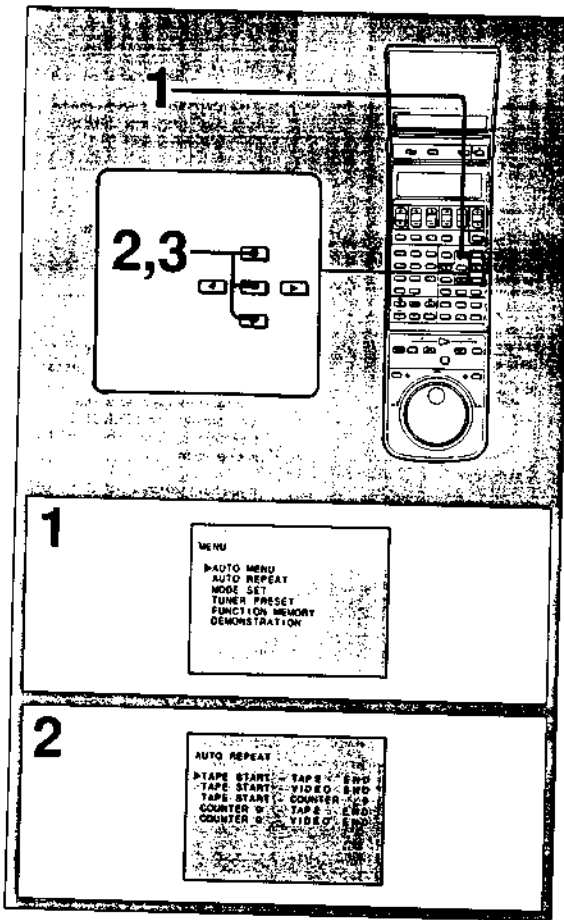 1
2,3
1
MENU
▶AUTO MENU
AUTO REPEAT
MODE SET
TUNER PRESET
FUNCTION MEMORY
DEMONSTRATION
2
AUTO REPEAT
▶TAPE START - TAPE END
TAPE START - VIDEO END
TAPE START - COUNTER 0
COUNTER 0 - TAPE END
COUNTER 0 - VIDEO END